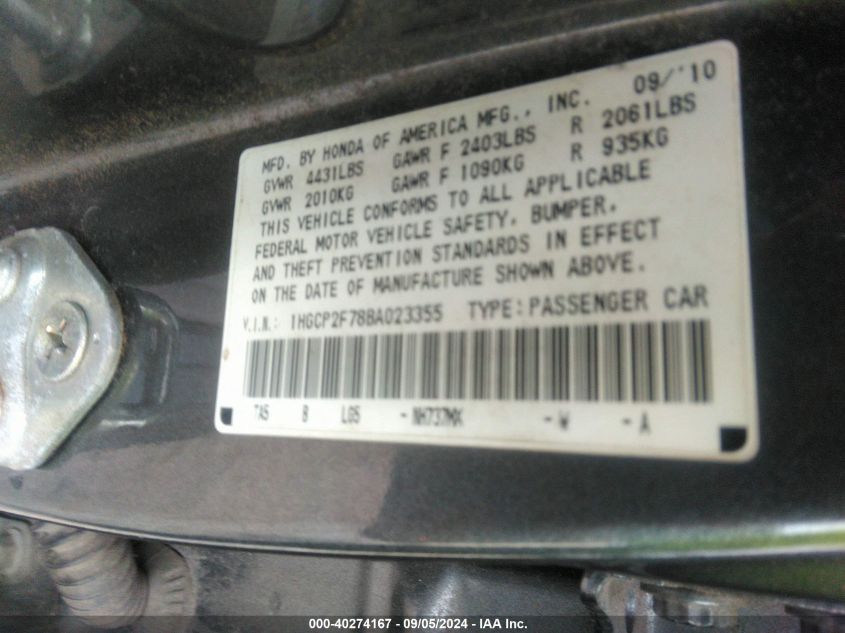 MFD. BY HONDA OF AMERICA MFG., INC. 09/'10
GVWR 4431LBS GAWR F 2403LBS R 2061LBS
GVWR 2010KG GAWR F 1090KG R 935KG
THIS VEHICLE CONFORMS TO ALL APPLICABLE
FEDERAL MOTOR VEHICLE SAFETY, BUMPER,
AND THEFT PREVENTION STANDARDS IN EFFECT
ON THE DATE OF MANUFACTURE SHOWN ABOVE.
V.I.N.: 1HGCP2F78BA023355 TYPE: PASSENGER CAR
TA5 B L05 -NH737MX -W -A
000-40274167 - 09/05/2024 - IAA Inc.